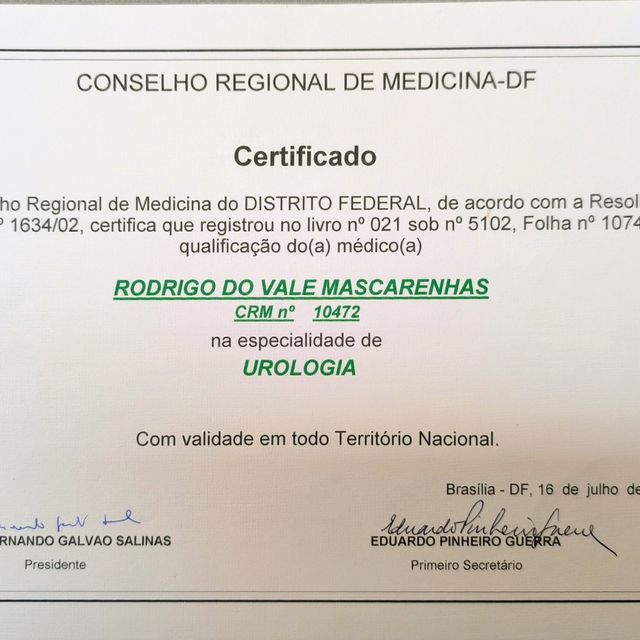 CONSELHO REGIONAL DE MEDICINA-DF
Certificado
ho Regional de Medicina do DISTRITO FEDERAL, de acordo com a Resol
º 1634/02, certifica que registrou no livro nº 021 sob nº 5102, Folha nº 1074
qualificação do(a) médico(a)
RODRIGO DO VALE MASCARENHAS
CRM nº 10472
na especialidade de
UROLOGIA
Com validade em todo Território Nacional.
Brasília - DF, 16 de julho de
Eduardo Pinheiro Guerra
RNANDO GALVAO SALINAS
EDUARDO PINHEIRO GUERRA
Presidente
Primeiro Secretário